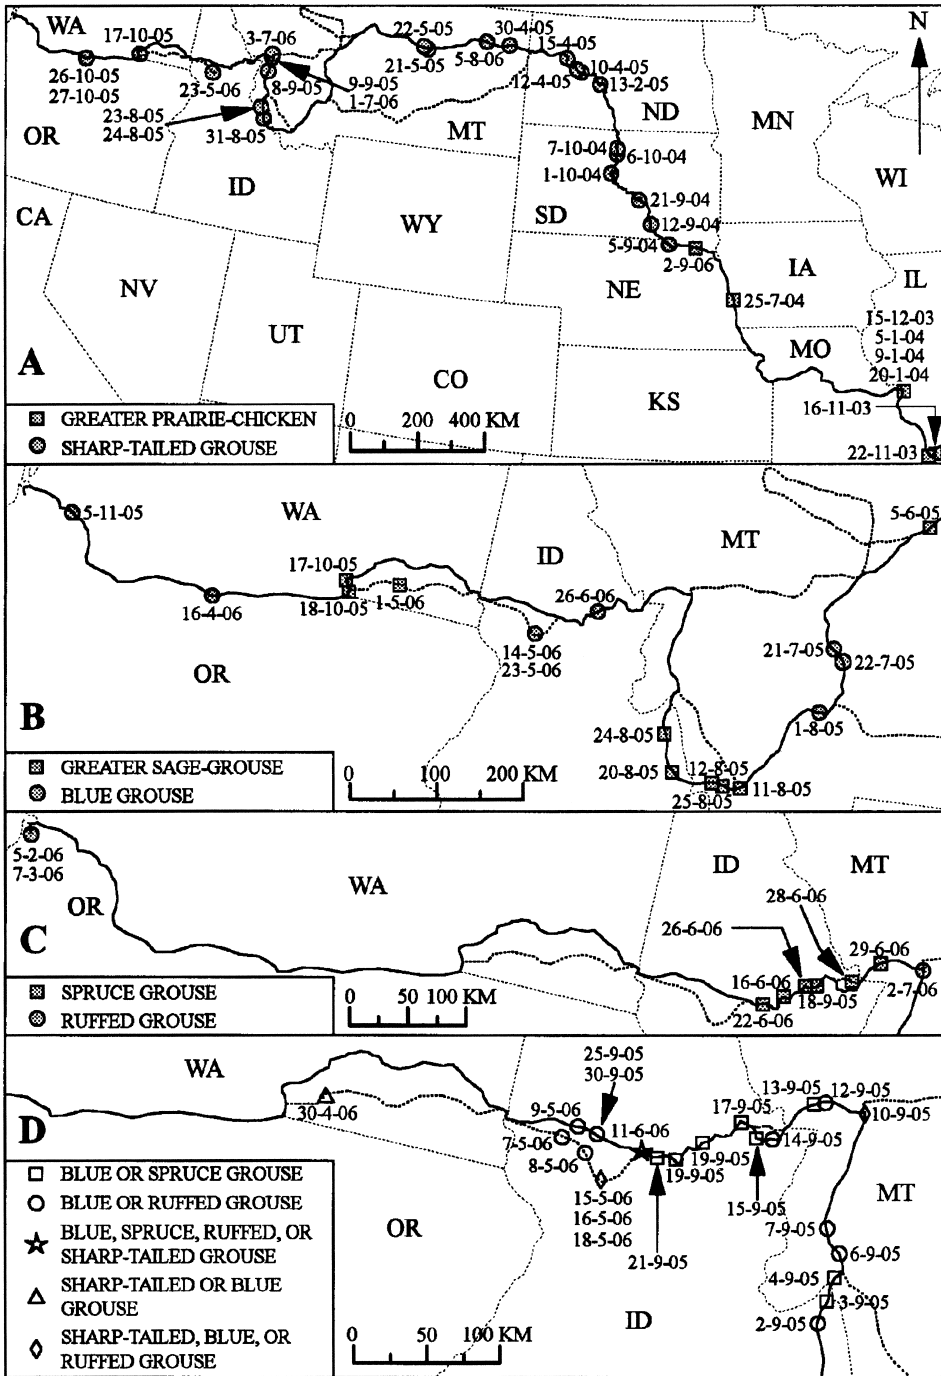 WA
17-10-05
3-7-06
22-5-05
30-4-05
15-4-05
N
26-10-05
27-10-05
23-5-06
8-9-05
9-9-05
1-7-06
21-5-05
5-8-06
12-4-05
10-4-05
13-2-05
23-8-05
24-8-05
31-8-05
OR
MT
ND
MN
ID
7-10-04
6-10-04
1-10-04
WI
CA
WY
SD
21-9-04
12-9-04
5-9-04
2-9-06
NV
UT
NE
IA
IL
25-7-04
15-12-03
5-1-04
9-1-04
20-1-04
A
CO
KS
MO
16-11-03
22-11-03
GREATER PRAIRIE-CHICKEN
SHARP-TAILED GROUSE
0 200 400 KM
5-11-05
WA
ID
MT
5-6-05
17-10-05
18-10-05
1-5-06
16-4-06
26-6-06
14-5-06
23-5-06
OR
21-7-05
22-7-05
B
24-8-05
1-8-05
20-8-05
12-8-05
25-8-05
11-8-05
GREATER SAGE-GROUSE
BLUE GROUSE
0 100 200 KM
5-2-06
7-3-06
OR
WA
ID
MT
28-6-06
26-6-06
29-6-06
C
16-6-06
18-9-05
2-7-06
22-6-06
SPRUCE GROUSE
RUFFED GROUSE
0 50 100 KM
WA
25-9-05
30-9-05
13-9-05
12-9-05
30-4-06
9-5-06
11-6-06
17-9-05
10-9-05
D
7-5-06
8-5-06
19-9-05
19-9-05
14-9-05
15-5-06
16-5-06
18-5-06
15-9-05
MT
OR
21-9-05
7-9-05
6-9-05
4-9-05
3-9-05
2-9-05
ID
BLUE OR SPRUCE GROUSE
BLUE OR RUFFED GROUSE
BLUE, SPRUCE, RUFFED, OR
SHARP-TAILED GROUSE
SHARP-TAILED OR BLUE
GROUSE
SHARP-TAILED, BLUE, OR
RUFFED GROUSE
0 50 100 KM